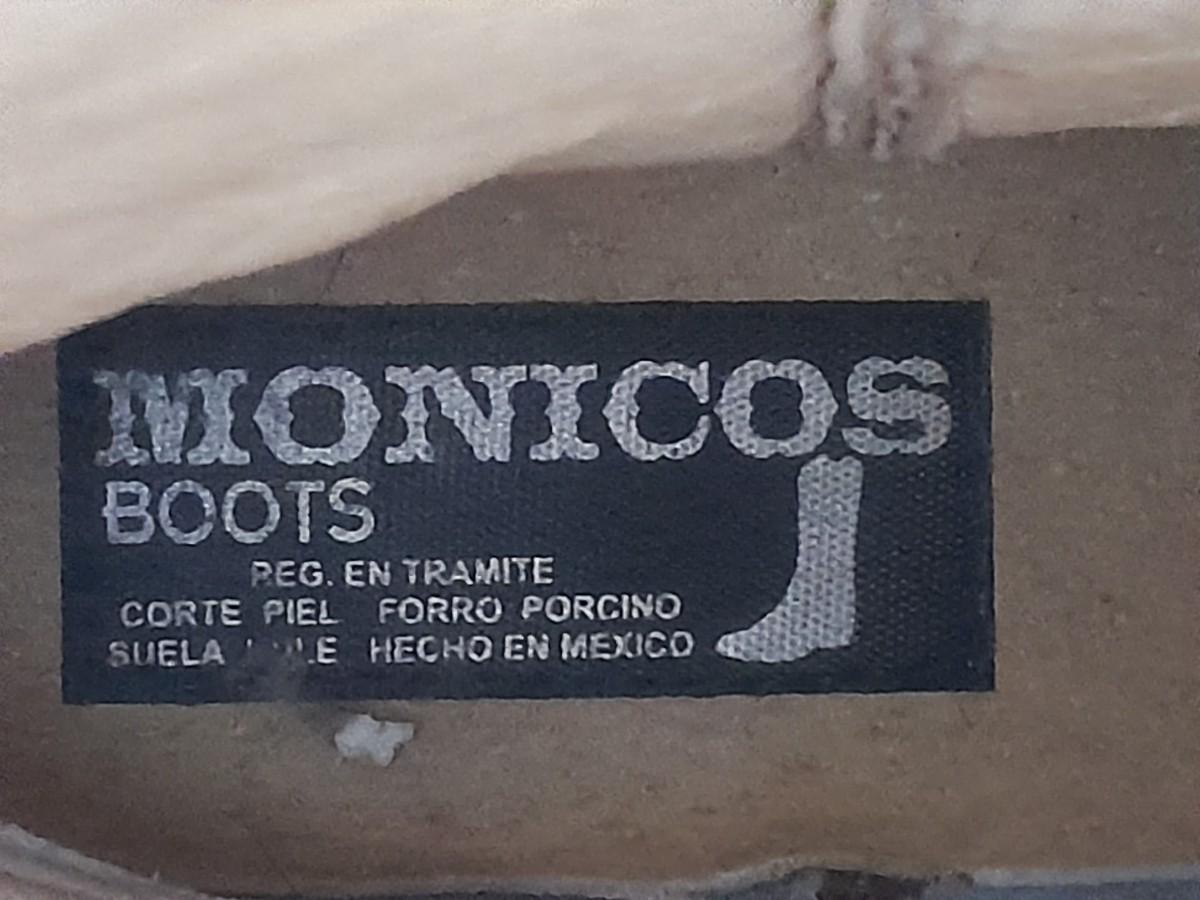 MONICOS
BOOTS
REG. EN TRAMITE
CORTE PIEL FORRO PORCINO
SUELA HECHO EN MEXICO